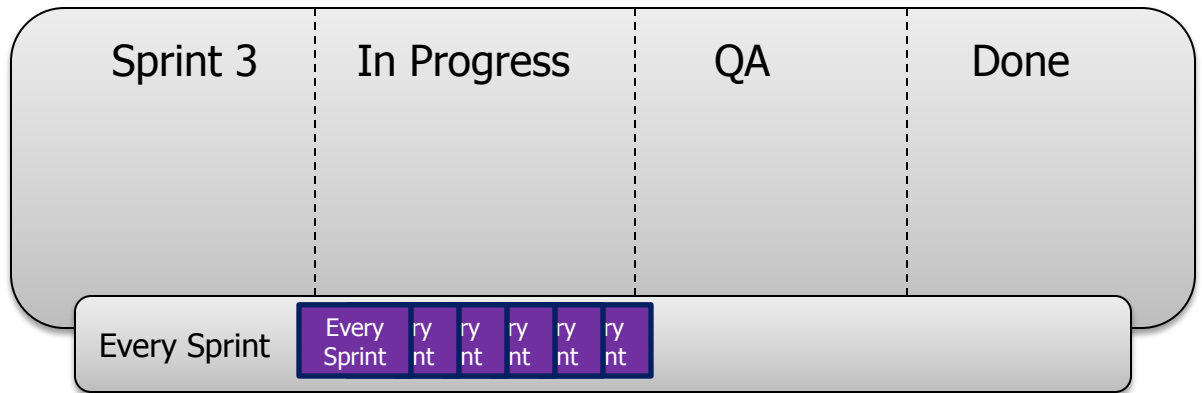 Sprint 3 In Progress QA Done
Every Sprint
Every ry ry ry ry ry
Sprint nt nt nt nt nt